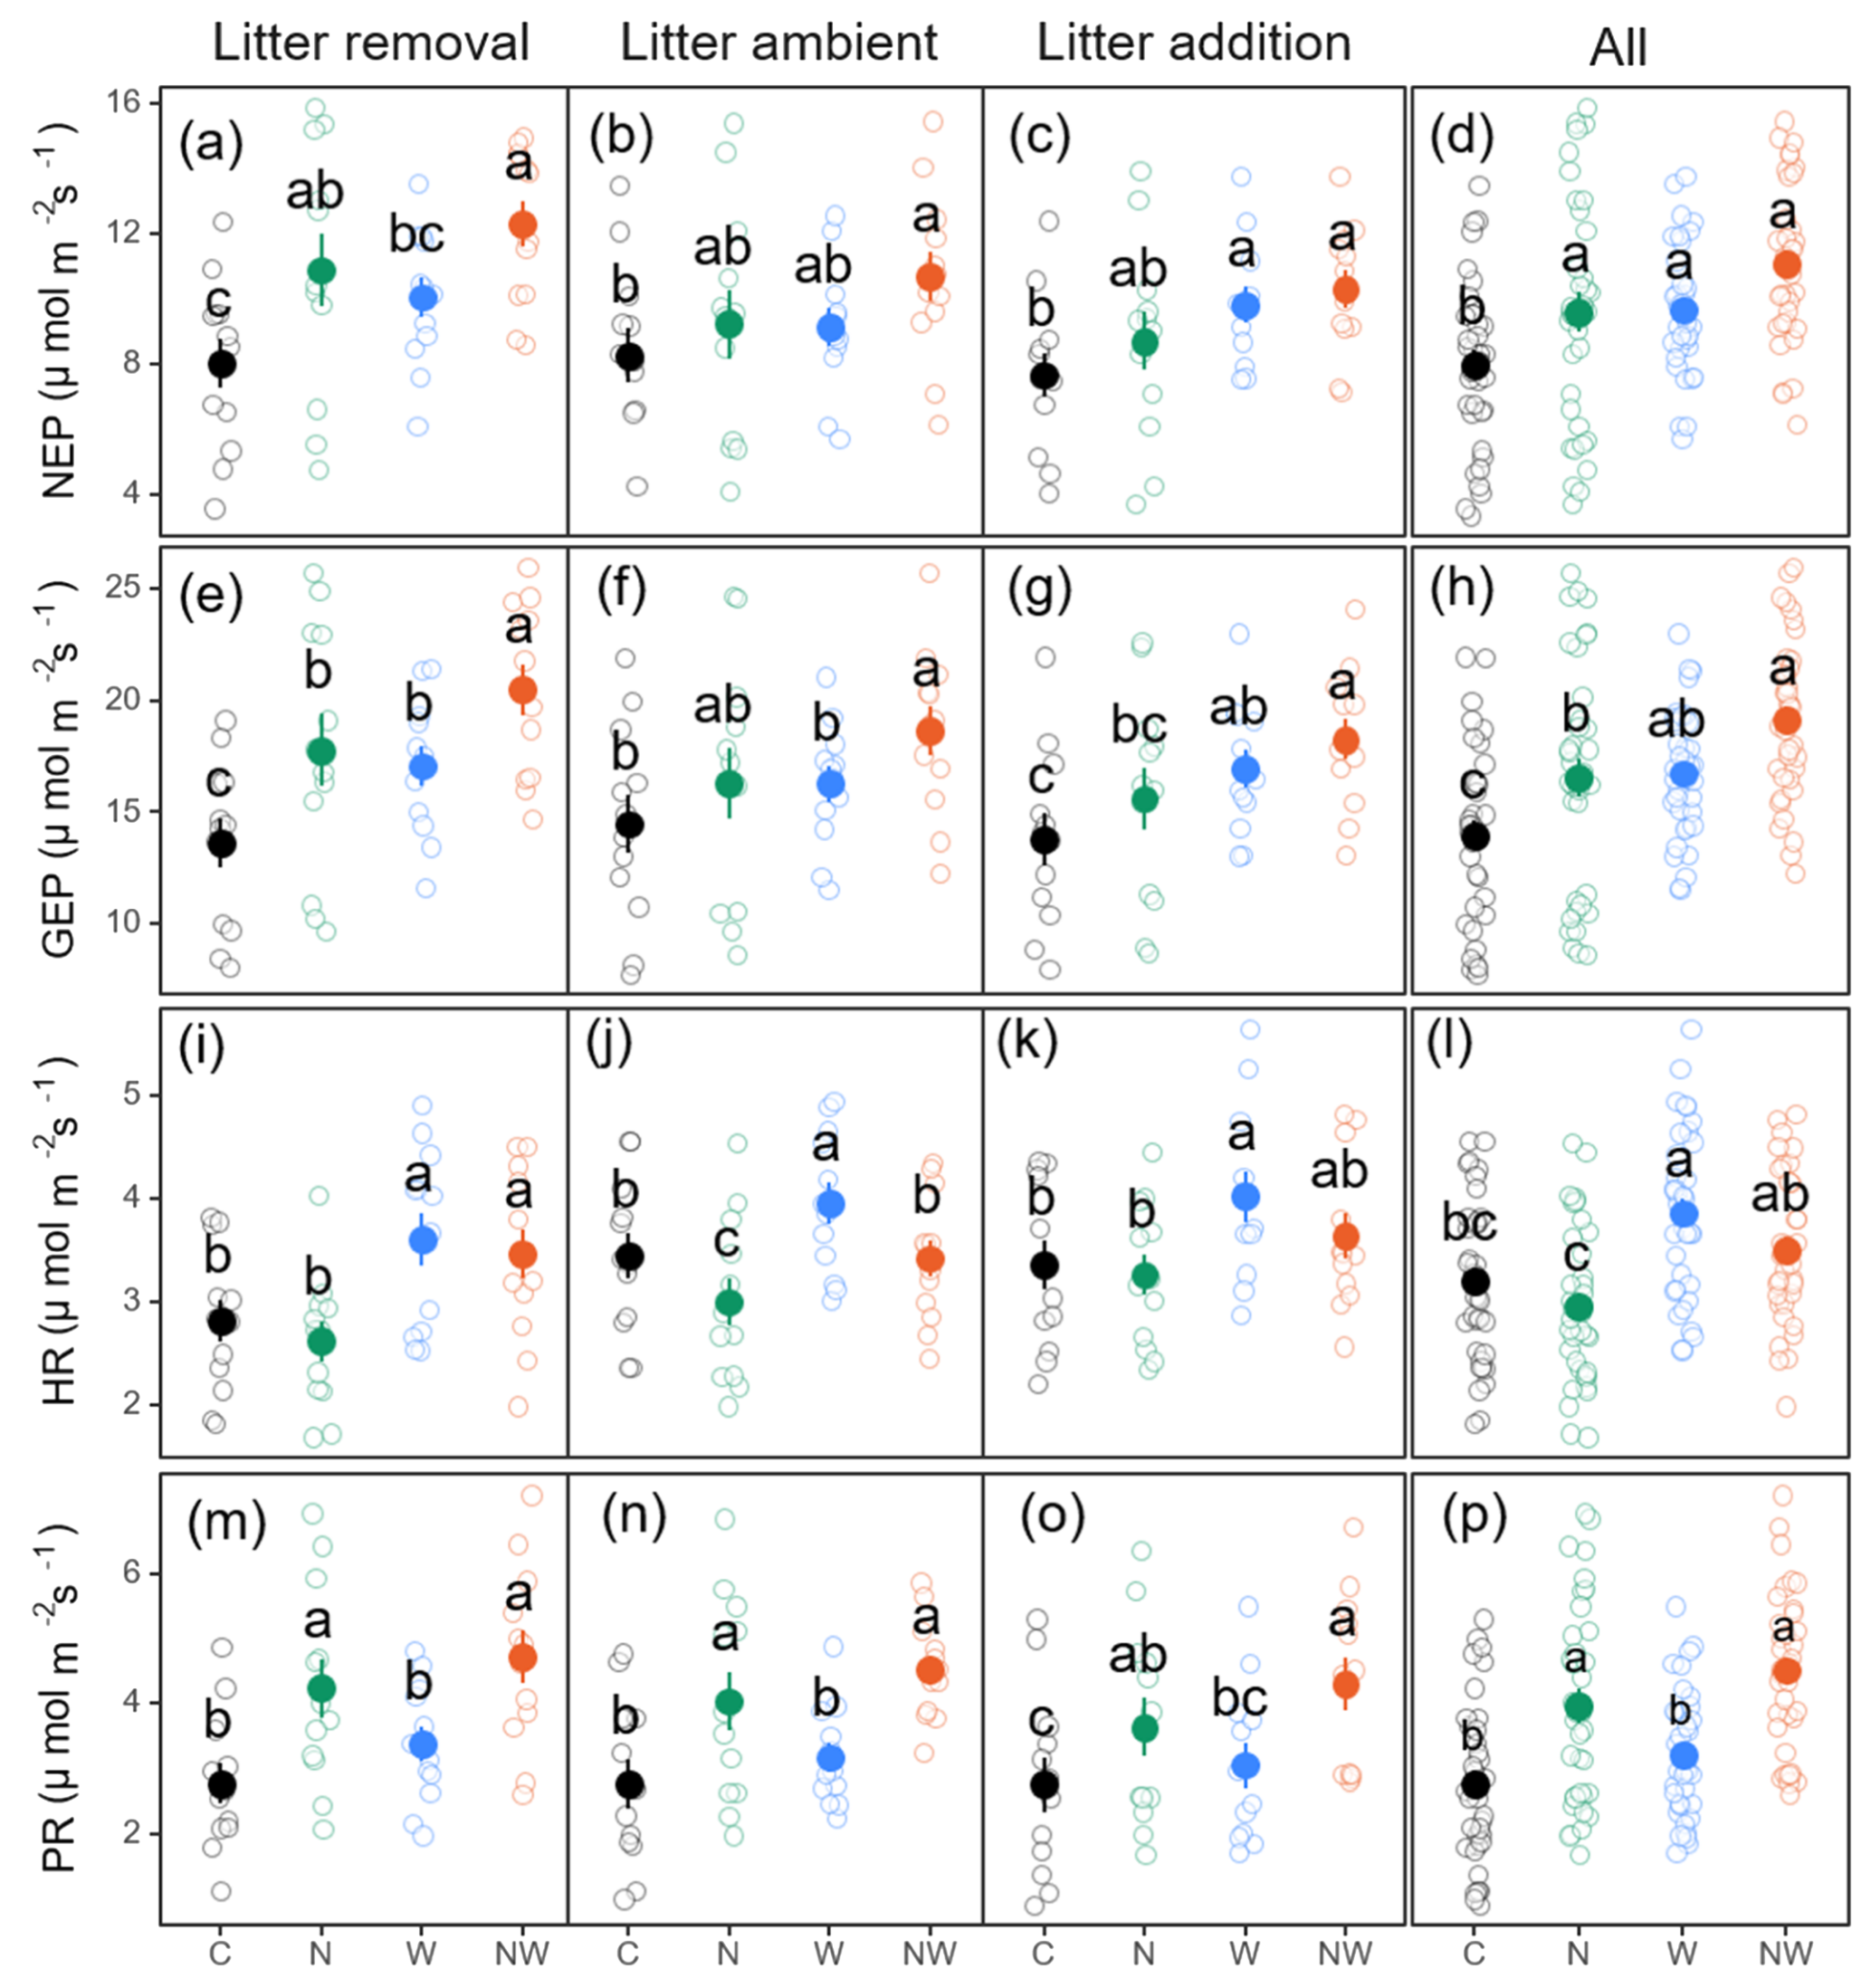 Litter removal Litter ambient Litter addition All
NEP (μ mol m -2s -1 )
16
12
8
4
(a) c ab bc a
(b) b ab ab a
(c) b ab a a
(d) b a a a
GEP (μ mol m -2s -1 )
25
20
15
10
(e) c b b a
(f) b ab b a
(g) c bc ab a
(h) c b ab a
HR (μ mol m -2s -1 )
5
4
3
2
(i) b b a a
(j) b c a b
(k) b b a ab
(l) bc c a ab
PR (μ mol m -2s -1 )
6
4
2
(m) b a b a
(n) b a b a
(o) c ab bc a
(p) b a b a
C N W NW C N W NW C N W NW C N W NW